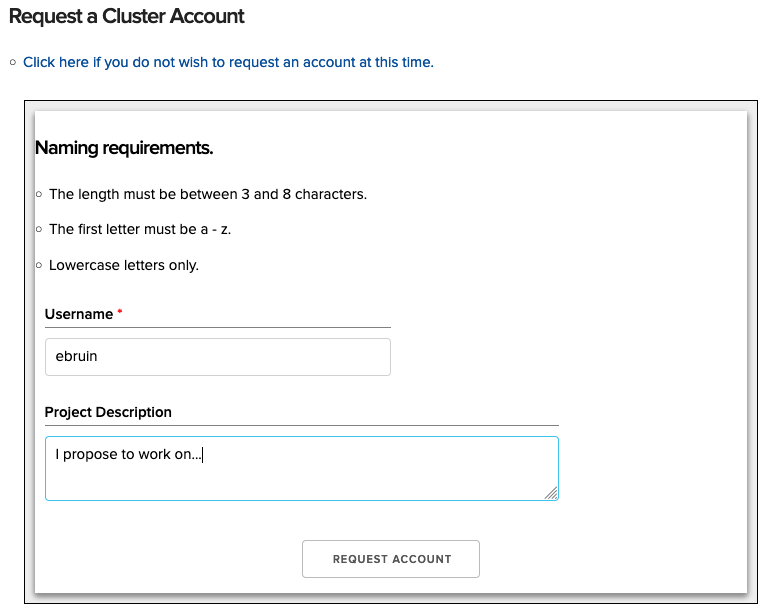 Request a Cluster Account
Click here if you do not wish to request an account at this time.
Naming requirements.
The length must be between 3 and 8 characters.
The first letter must be a - z.
Lowercase letters only.
Username *
ebruin
Project Description
I propose to work on...
REQUEST ACCOUNT